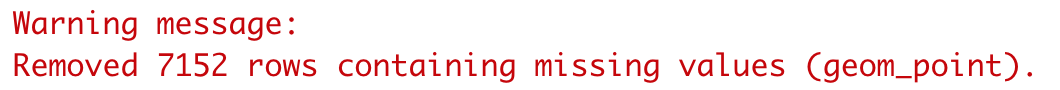 Warning message:
Removed 7152 rows containing missing values (geom_point).